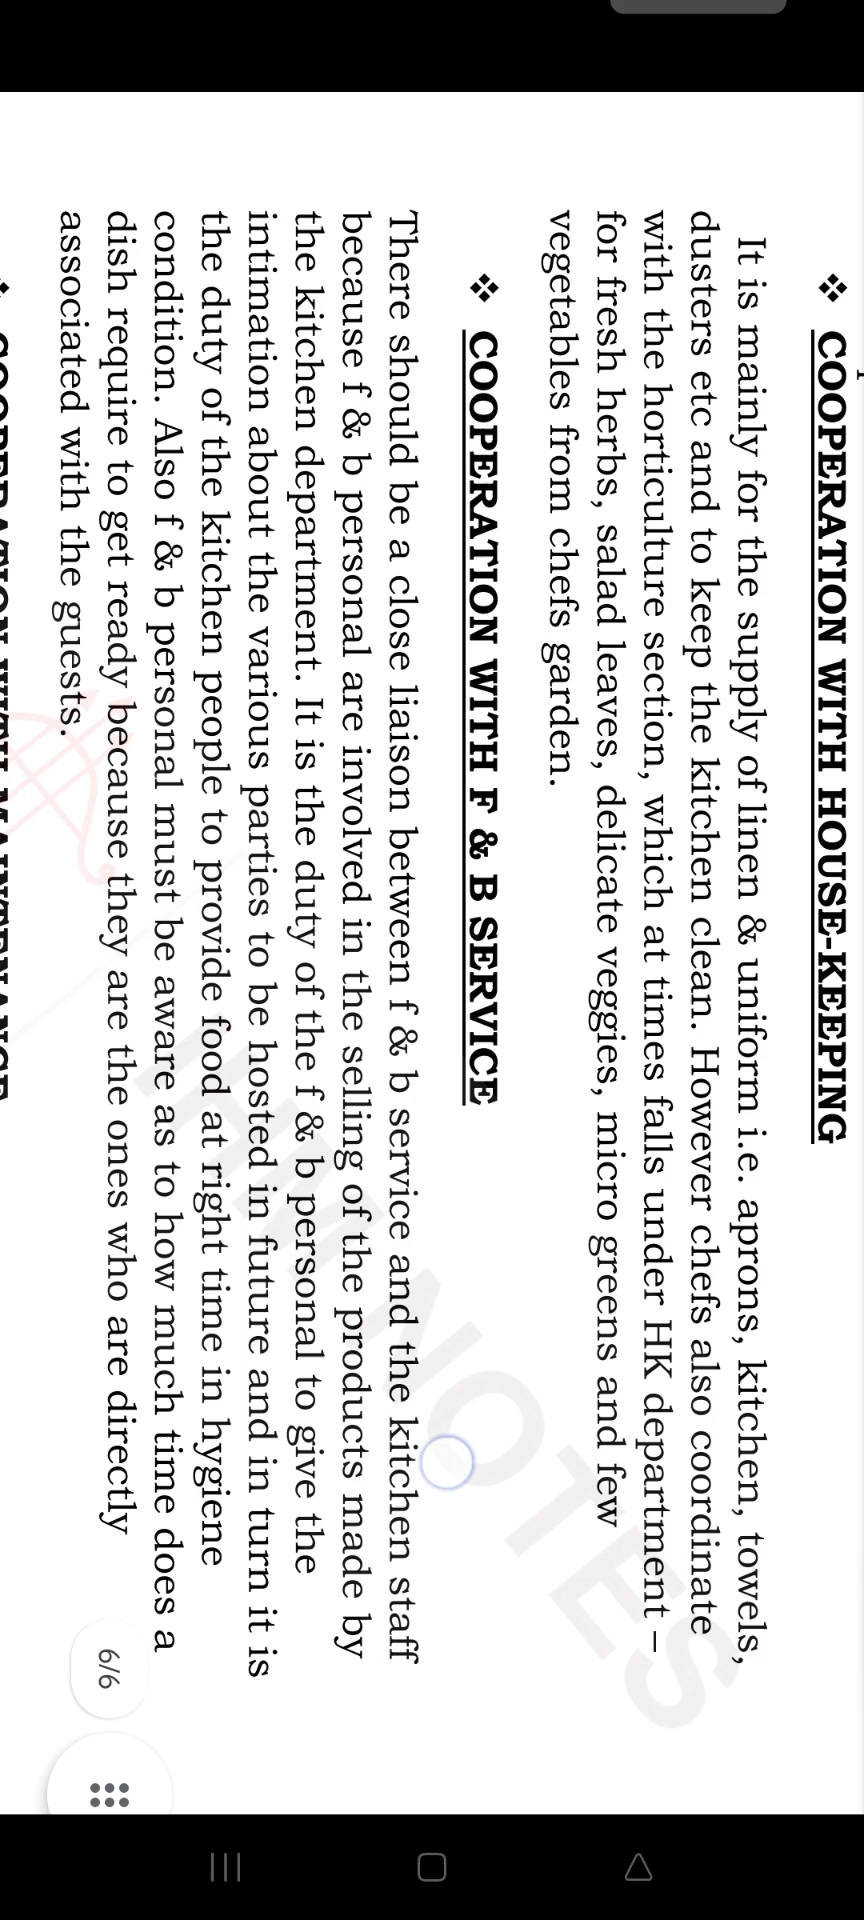 ❖ COOPERATION WITH HOUSE-KEEPING
It is mainly for the supply of linen & uniform i.e. aprons, kitchen, towels,
dusters etc and to keep the kitchen clean. However chefs also coordinate
with the horticulture section, which at times falls under HK department –
for fresh herbs, salad leaves, delicate veggies, micro greens and few
vegetables from chefs garden.
❖ COOPERATION WITH F & B SERVICE
There should be a close liaison between f & b service and the kitchen staff
because f & b personal are involved in the selling of the products made by
the kitchen department. It is the duty of the f & b personal to give the
intimation about the various parties to be hosted in future and in turn it is
the duty of the kitchen people to provide food at right time in hygiene
condition. Also f & b personal must be aware as to how much time does a
dish require to get ready because they are the ones who are directly
associated with the guests.
❖ COOPERATION WITH MAINTENANCE
IHM NOTES
6/6